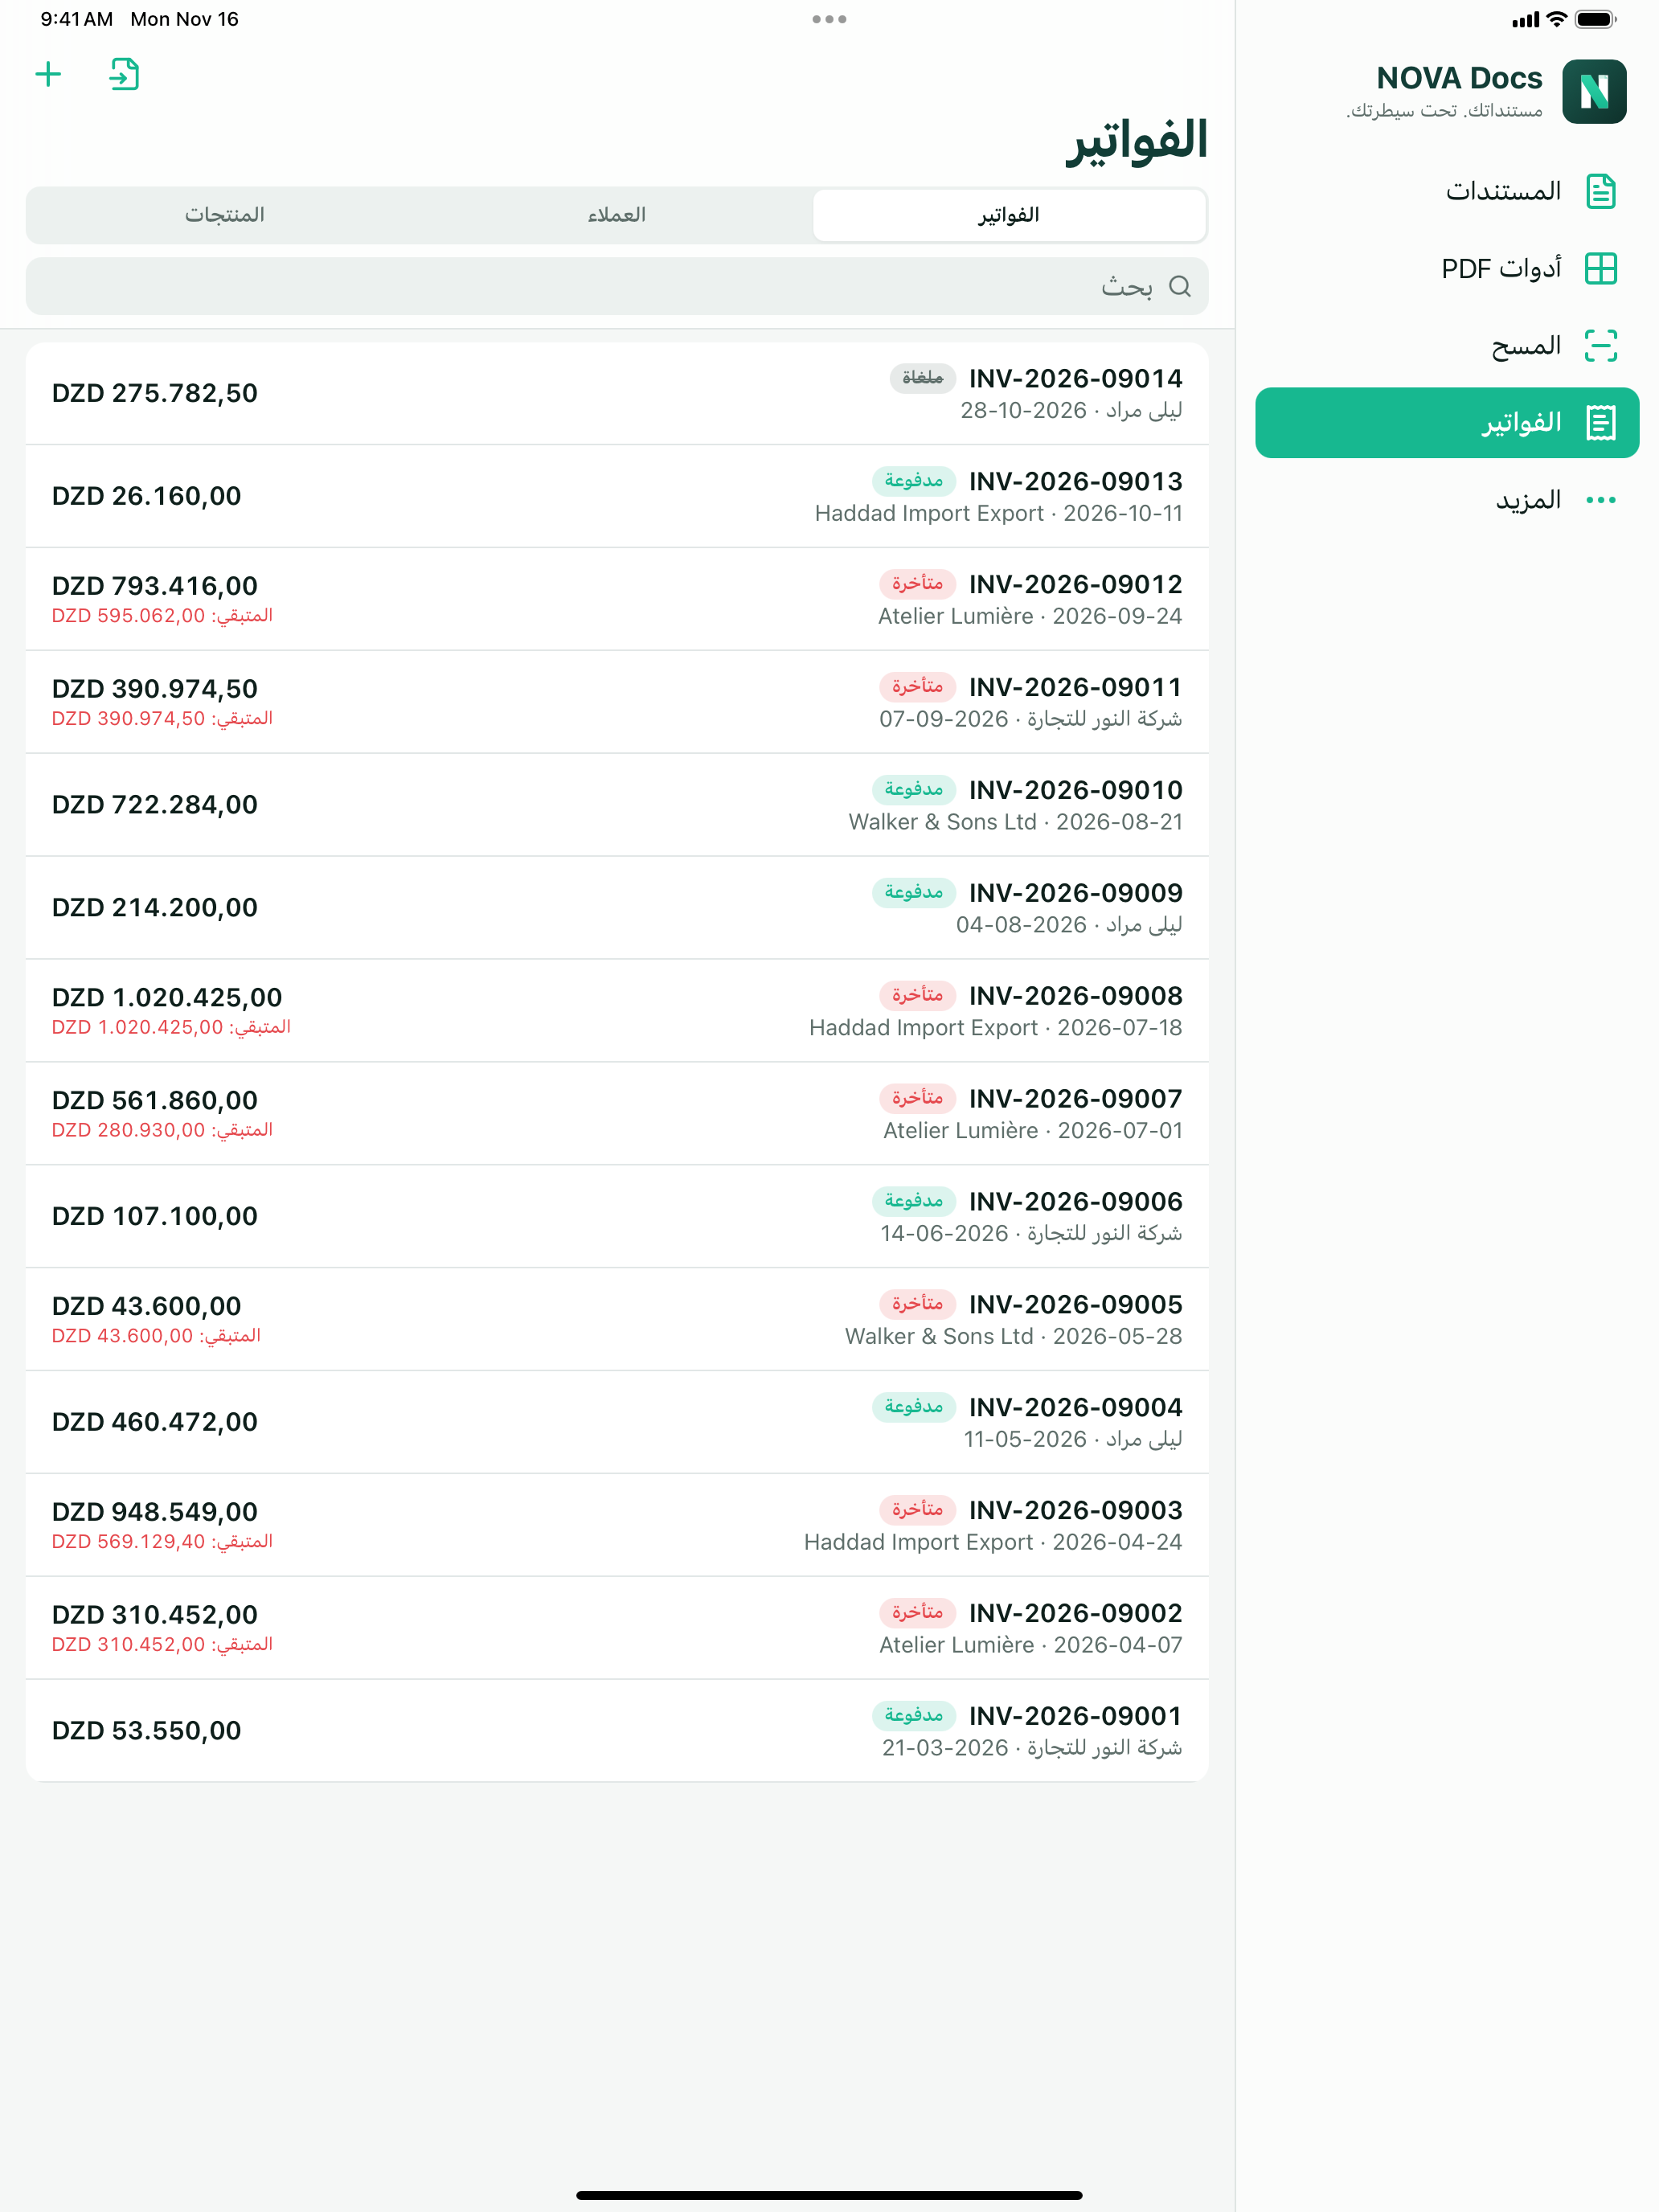 9:41 AM Mon Nov 16
NOVA Docs
مستنداتك. تحت سيطرتك.
المستندات
أدوات PDF
المسح
الفواتير
المزيد
الفواتير
الفواتير
العملاء
المنتجات
بحث
INV-2026-09014 ملغاة
ليلى مراد · 2026-10-28
DZD 275.782,50
INV-2026-09013 مدفوعة
Haddad Import Export · 2026-10-11
DZD 26.160,00
INV-2026-09012 متأخرة
Atelier Lumière · 2026-09-24
DZD 793.416,00
المتبقي: DZD 595.062,00
INV-2026-09011 متأخرة
شركة النور للتجارة · 2026-09-07
DZD 390.974,50
المتبقي: DZD 390.974,50
INV-2026-09010 مدفوعة
Walker & Sons Ltd · 2026-08-21
DZD 722.284,00
INV-2026-09009 مدفوعة
ليلى مراد · 2026-08-04
DZD 214.200,00
INV-2026-09008 متأخرة
Haddad Import Export · 2026-07-18
DZD 1.020.425,00
المتبقي: DZD 1.020.425,00
INV-2026-09007 متأخرة
Atelier Lumière · 2026-07-01
DZD 561.860,00
المتبقي: DZD 280.930,00
INV-2026-09006 مدفوعة
شركة النور للتجارة · 2026-06-14
DZD 107.100,00
INV-2026-09005 متأخرة
Walker & Sons Ltd · 2026-05-28
DZD 43.600,00
المتبقي: DZD 43.600,00
INV-2026-09004 مدفوعة
ليلى مراد · 2026-05-11
DZD 460.472,00
INV-2026-09003 متأخرة
Haddad Import Export · 2026-04-24
DZD 948.549,00
المتبقي: DZD 569.129,40
INV-2026-09002 متأخرة
Atelier Lumière · 2026-04-07
DZD 310.452,00
المتبقي: DZD 310.452,00
INV-2026-09001 مدفوعة
شركة النور للتجارة · 2026-03-21
DZD 53.550,00